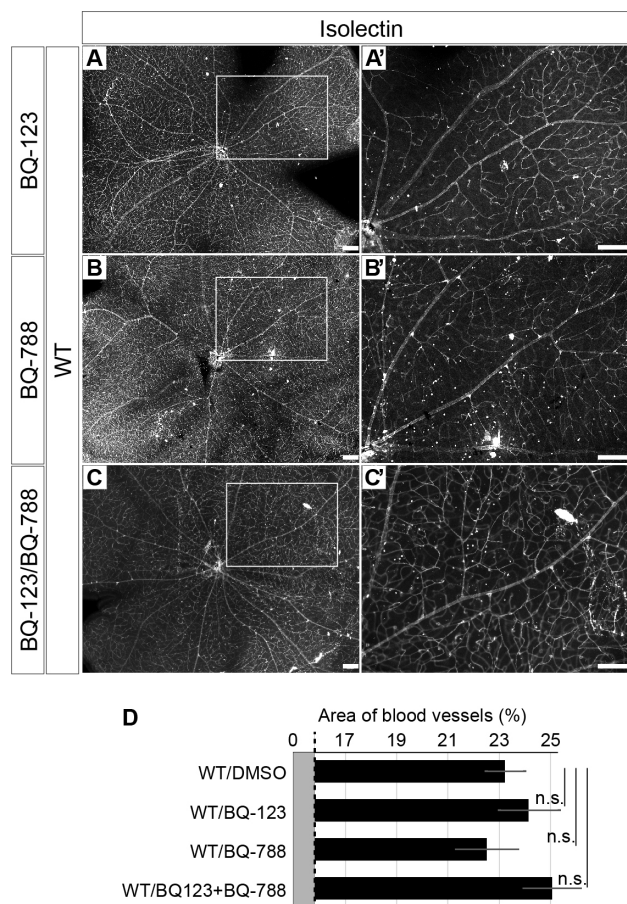 Isolectin
A
A'
BQ-123
B
B'
BQ-788
WT
C
C'
BQ-123/BQ-788
D
Area of blood vessels (%)
0 17 19 21 23 25
WT/DMSO
n.s.
WT/BQ-123
n.s.
WT/BQ-788
n.s.
WT/BQ123+BQ-788